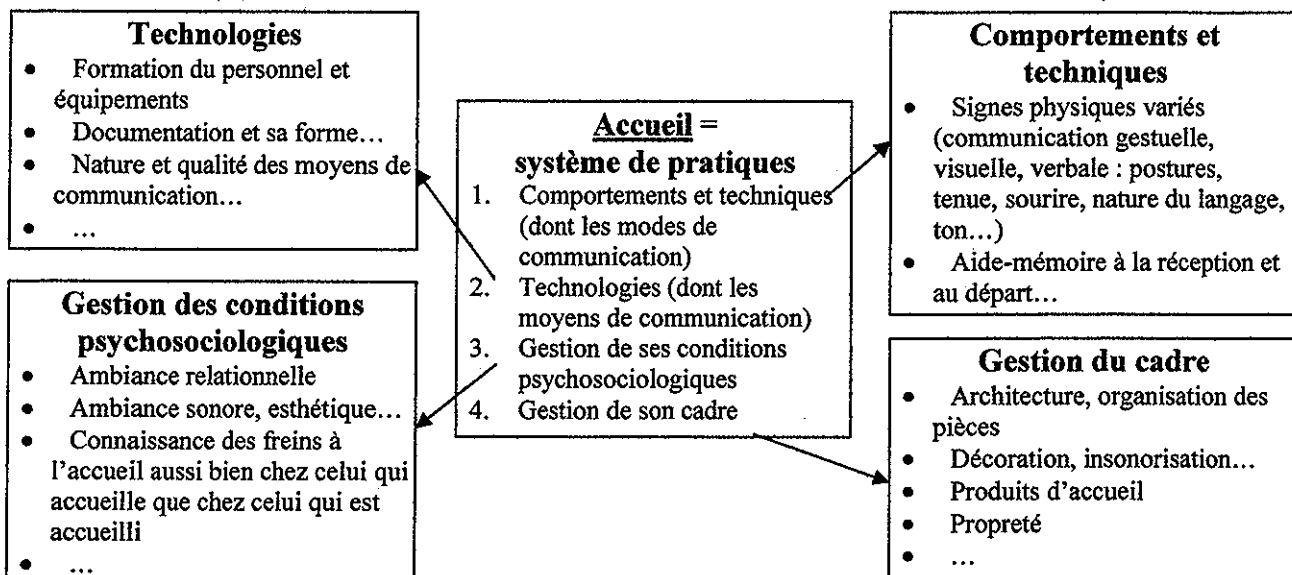 Technologies
• Formation du personnel et
équipements
• Documentation et sa forme...
• Nature et qualité des moyens de
communication...
• ...
Gestion des conditions
psychosociologiques
• Ambiance relationnelle
• Ambiance sonore, esthétique...
• Connaissance des freins à
l'accueil aussi bien chez celui qui
accueille que chez celui qui est
accueilli
• ...
Accueil =
système de pratiques
1. Comportements et techniques
(dont les modes de
communication)
2. Technologies (dont les
moyens de communication)
3. Gestion de ses conditions
psychosociologiques
4. Gestion de son cadre
Comportements et
techniques
• Signes physiques variés
(communication gestuelle,
visuelle, verbale : postures,
tenue, sourire, nature du langage,
ton...)
• Aide-mémoire à la réception et
au départ...
Gestion du cadre
• Architecture, organisation des
pièces
• Décoration, insonorisation...
• Produits d'accueil
• Propreté
• ...